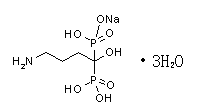 ONa
HO P O
OH
H₂N
P O
HO OH
· 3H₂O